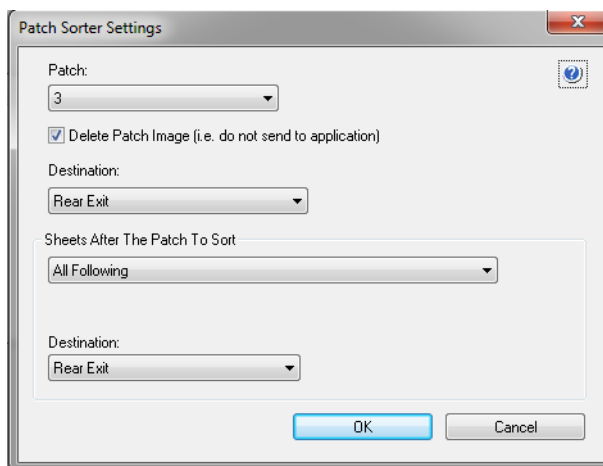 Patch Sorter Settings
Patch:
3
Delete Patch Image (i.e. do not send to application)
Destination:
Rear Exit
Sheets After The Patch To Sort
All Following
Destination:
Rear Exit
OK
Cancel